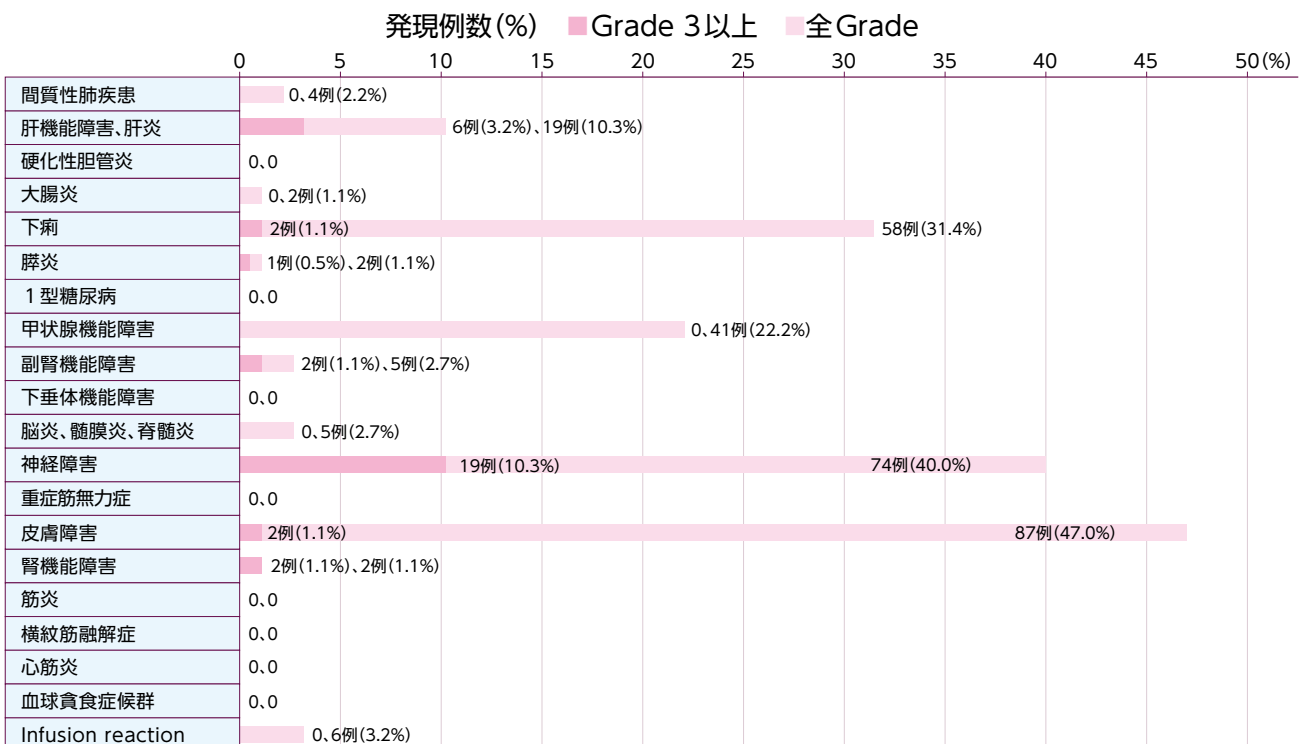 発現例数(%) Grade 3以上 全Grade
0 5 10 15 20 25 30 35 40 45 50(%)
間質性肺疾患 0、4例(2.2%)
肝機能障害、肝炎 6例(3.2%)、19例(10.3%)
硬化性胆管炎 0、0
大腸炎 0、2例(1.1%)
下痢 2例(1.1%) 58例(31.4%)
膵炎 1例(0.5%)、2例(1.1%)
1型糖尿病 0、0
甲状腺機能障害 0、41例(22.2%)
副腎機能障害 2例(1.1%)、5例(2.7%)
下垂体機能障害 0、0
脳炎、髄膜炎、脊髄炎 0、5例(2.7%)
神経障害 19例(10.3%) 74例(40.0%)
重症筋無力症 0、0
皮膚障害 2例(1.1%) 87例(47.0%)
腎機能障害 2例(1.1%)、2例(1.1%)
筋炎 0、0
横紋筋融解症 0、0
心筋炎 0、0
血球貪食症候群 0、0
Infusion reaction 0、6例(3.2%)